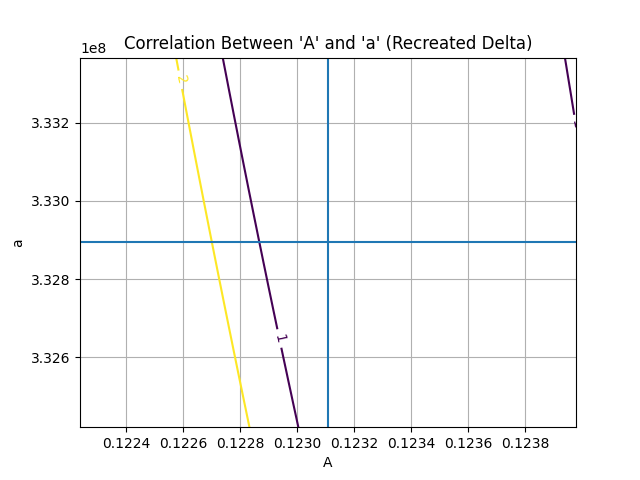 Correlation Between 'A' and 'a' (Recreated Delta)
1e8
2
3.332
3.330
a
3.328
1
3.326
0.1224 0.1226 0.1228 0.1230 0.1232 0.1234 0.1236 0.1238
A